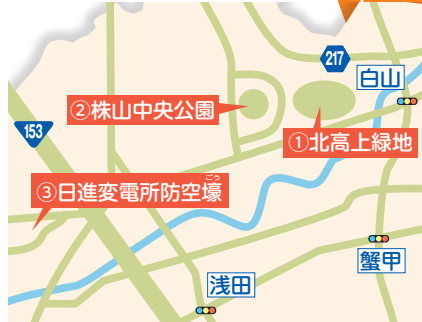 217
白山
②株山中央公園
153
①北高上緑地
ごう
③日進変電所防空壕
蟹甲
浅田